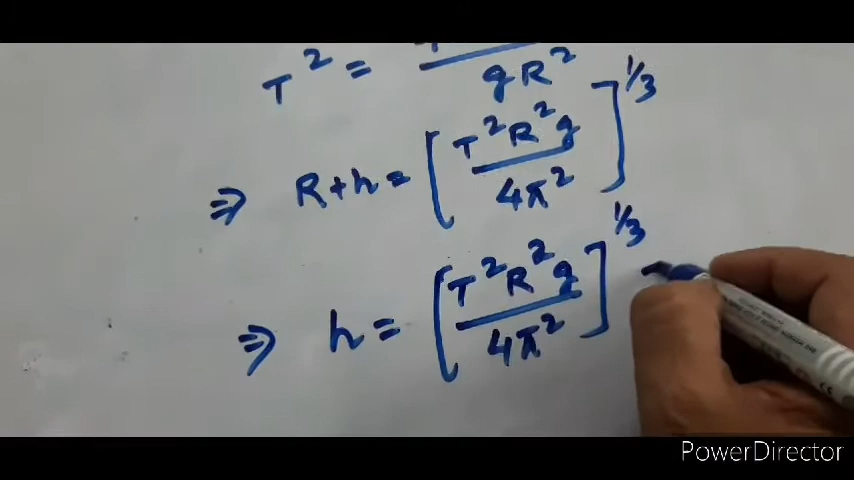 T² = gR²
⇒ R+h = [T²R²g / 4π²]^1/3
⇒ h = [T²R²g / 4π²]^1/3
PowerDirector